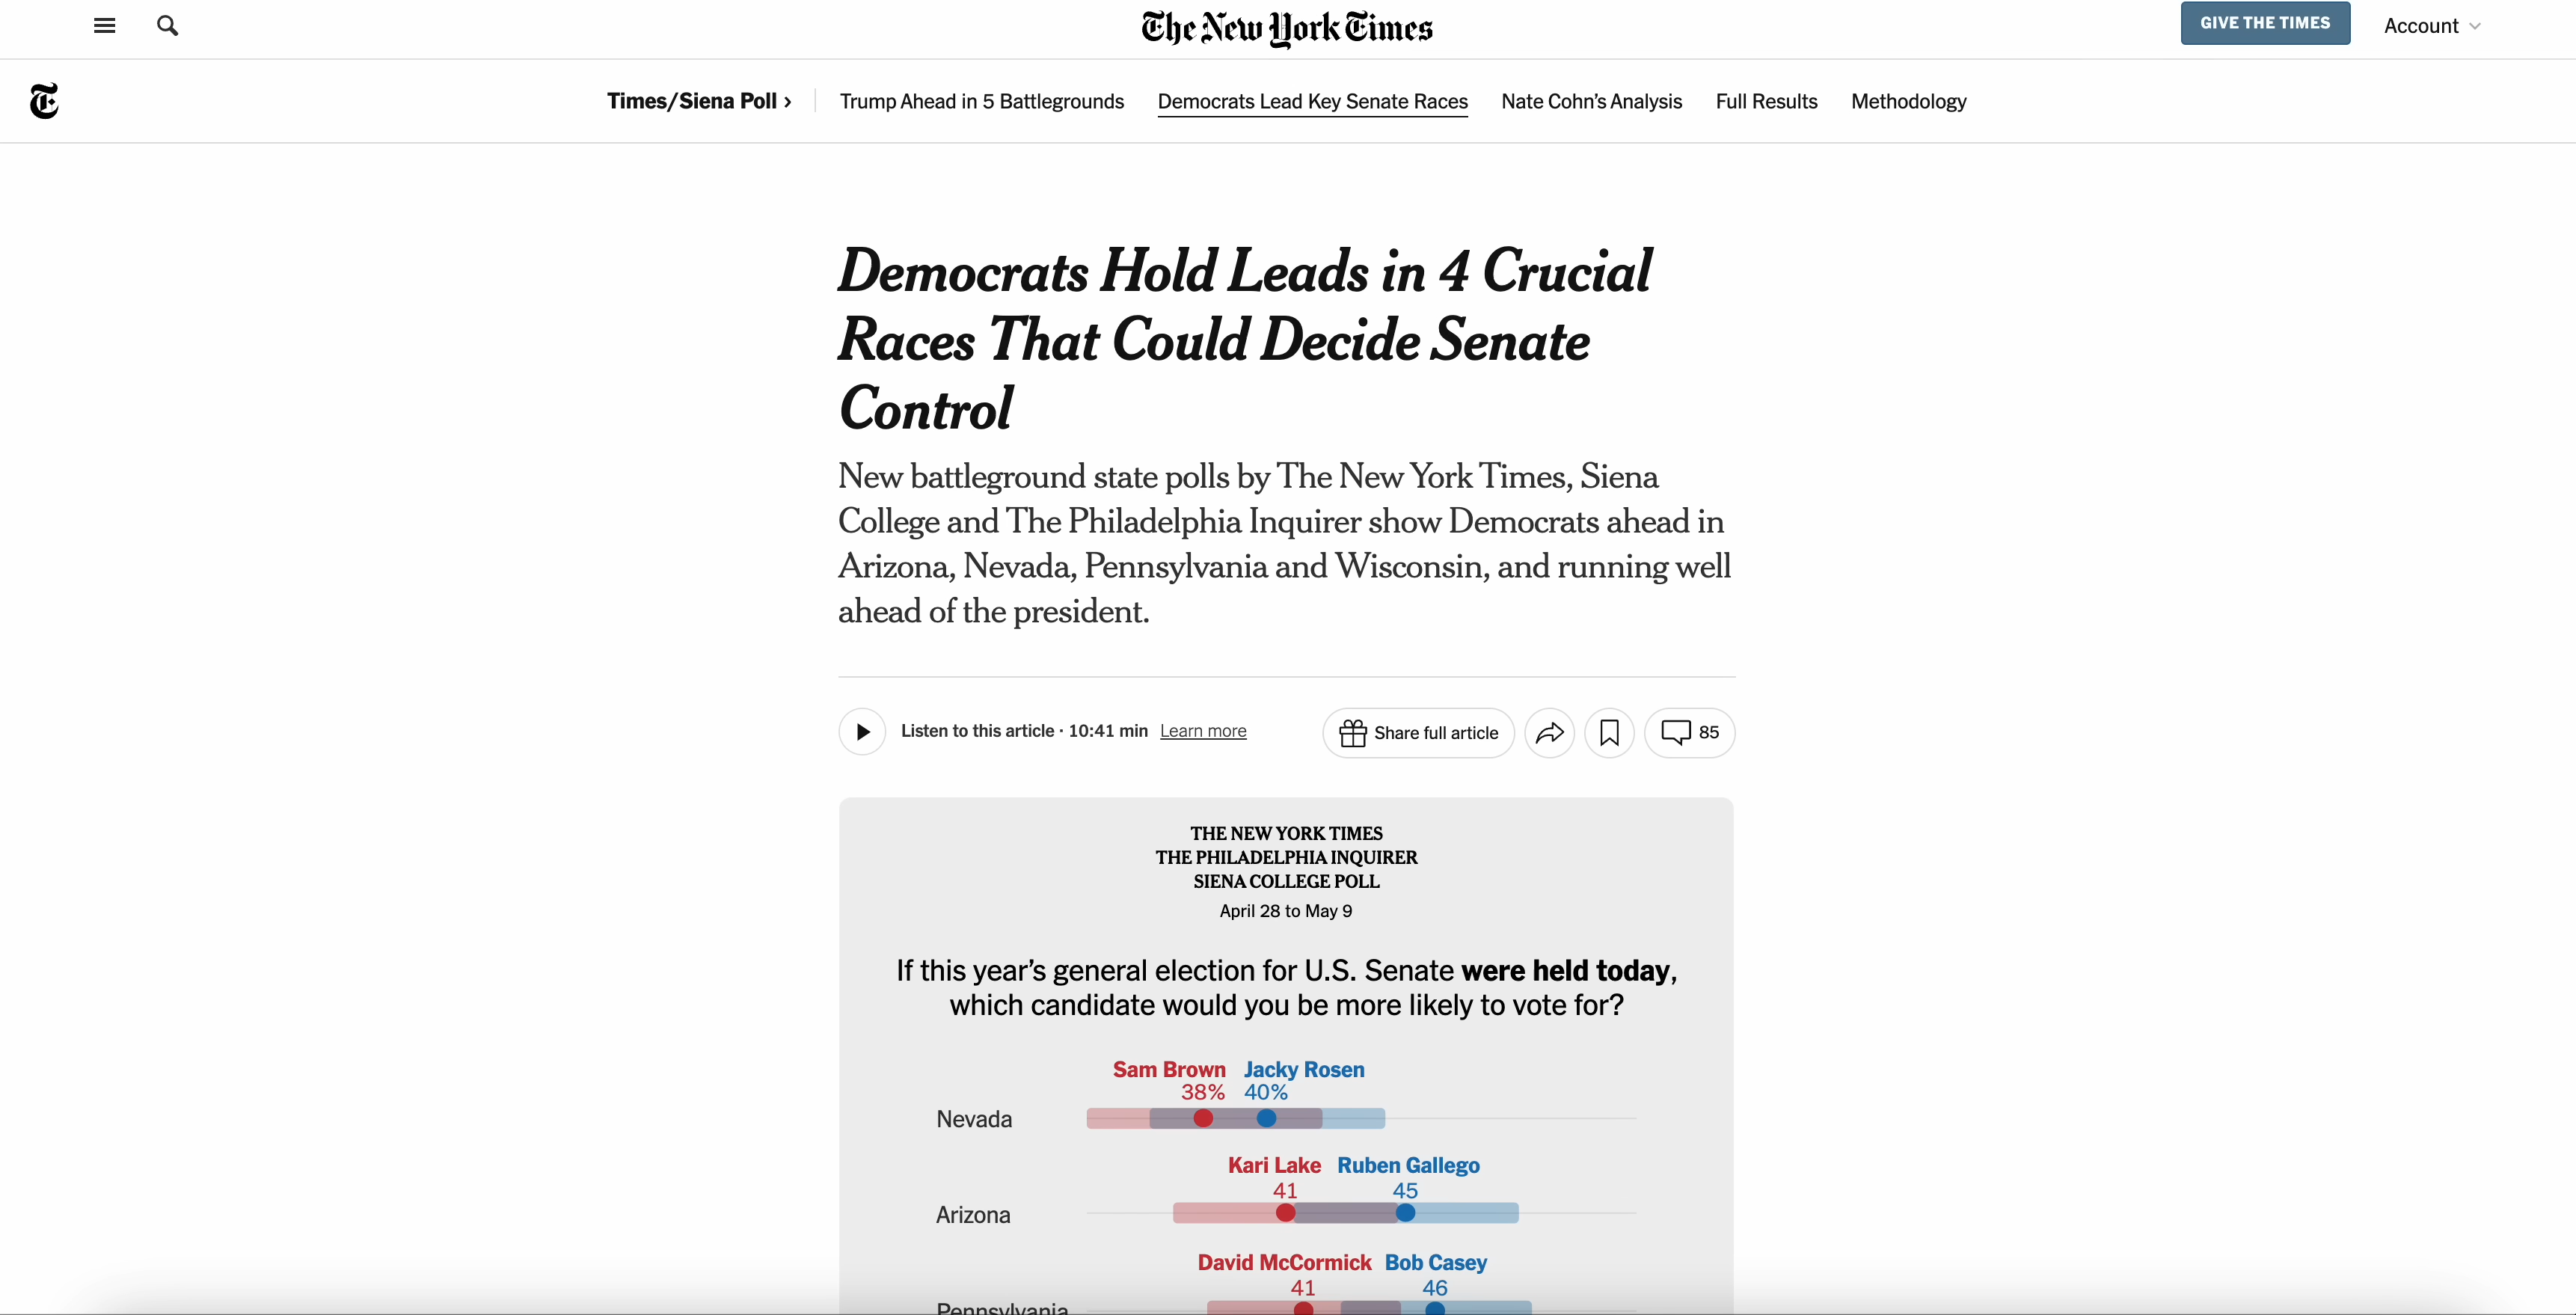 The New York Times
GIVE THE TIMES
Account
Times/Siena Poll ›
Trump Ahead in 5 Battlegrounds
Democrats Lead Key Senate Races
Nate Cohn’s Analysis
Full Results
Methodology
Democrats Hold Leads in 4 Crucial
Races That Could Decide Senate
Control
New battleground state polls by The New York Times, Siena
College and The Philadelphia Inquirer show Democrats ahead in
Arizona, Nevada, Pennsylvania and Wisconsin, and running well
ahead of the president.
Listen to this article · 10:41 min Learn more
Share full article
85
THE NEW YORK TIMES
THE PHILADELPHIA INQUIRER
SIENA COLLEGE POLL
April 28 to May 9
If this year’s general election for U.S. Senate were held today,
which candidate would you be more likely to vote for?
Sam Brown Jacky Rosen
38% 40%
Nevada
Kari Lake Ruben Gallego
41 45
Arizona
David McCormick Bob Casey
41 46
Pennsylvania